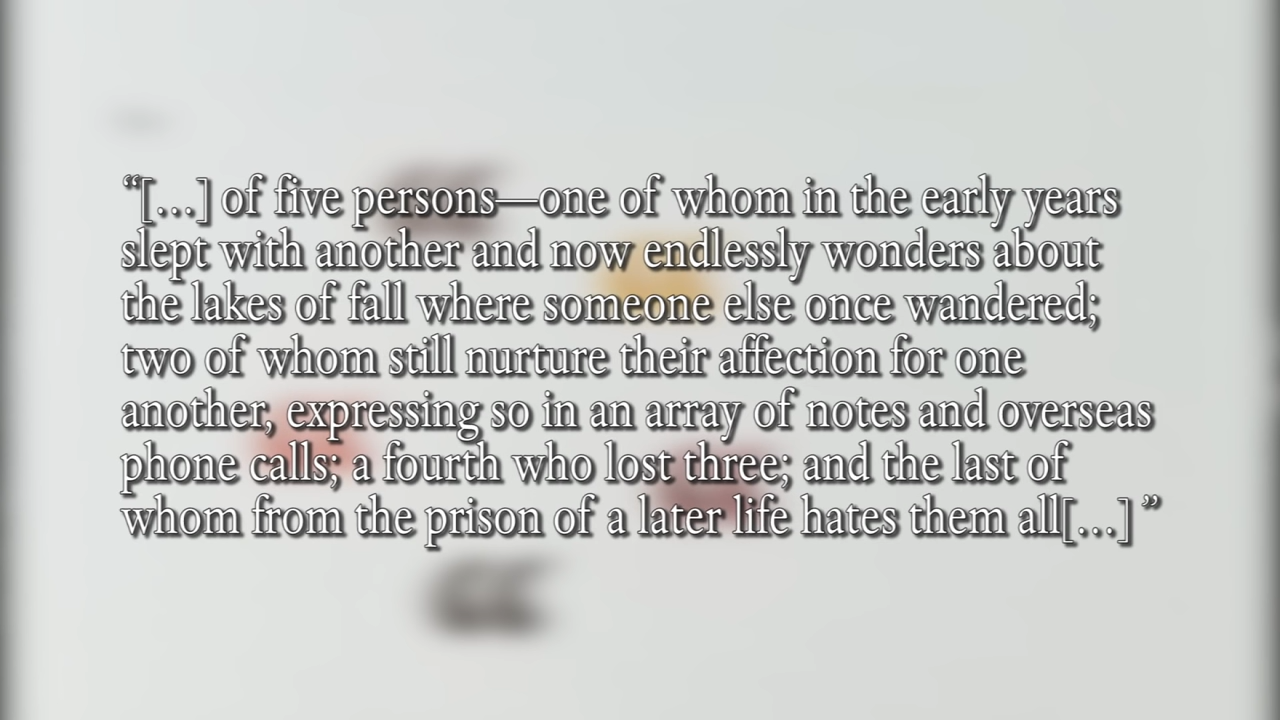 “[…] of five persons—one of whom in the early years
slept with another and now endlessly wonders about
the lakes of fall where someone else once wandered;
two of whom still nurture their affection for one
another, expressing so in an array of notes and overseas
phone calls; a fourth who lost three; and the last of
whom from the prison of a later life hates them all[…] ”